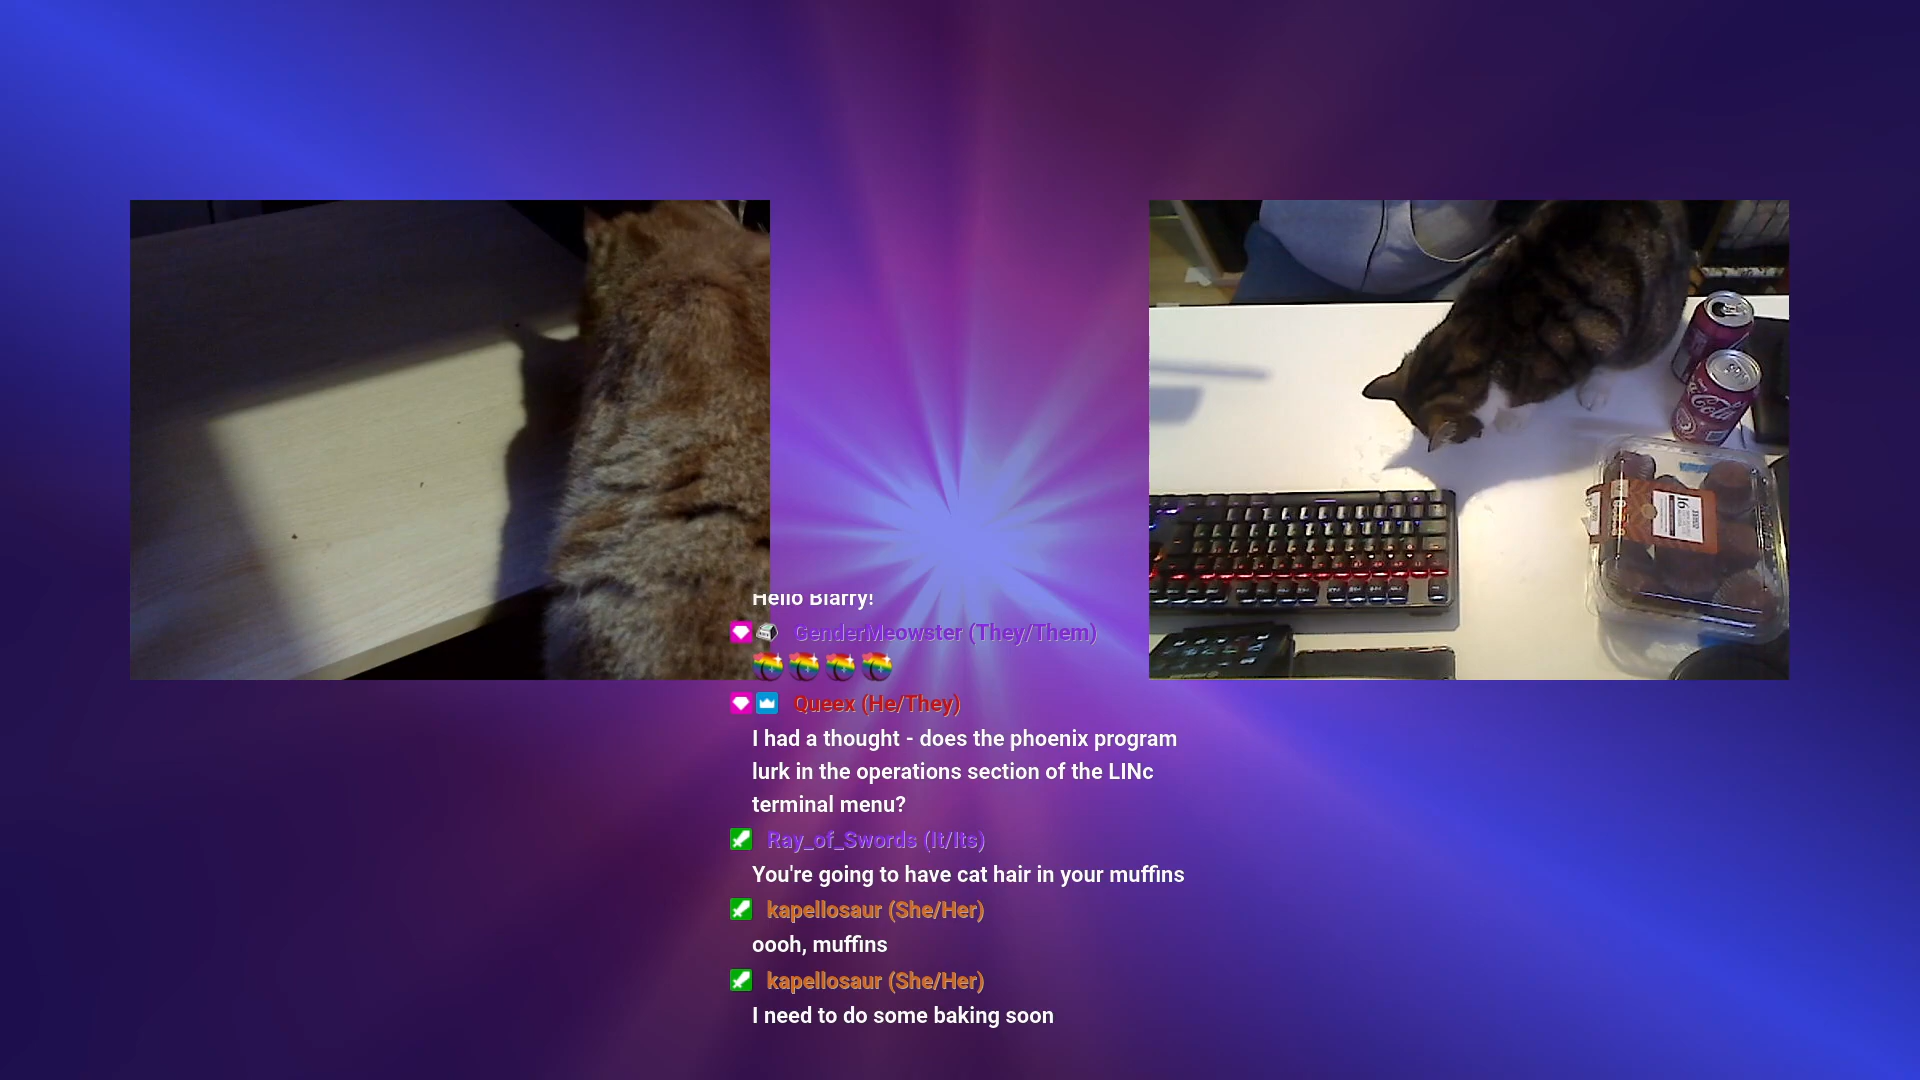 Hello Blarry!
GenderMeowster (They/Them)
Queex (He/They)
I had a thought - does the phoenix program
lurk in the operations section of the LINc
terminal menu?
Ray_of_Swords (It/Its)
You're going to have cat hair in your muffins
kapellosaur (She/Her)
oooh, muffins
kapellosaur (She/Her)
I need to do some baking soon
16